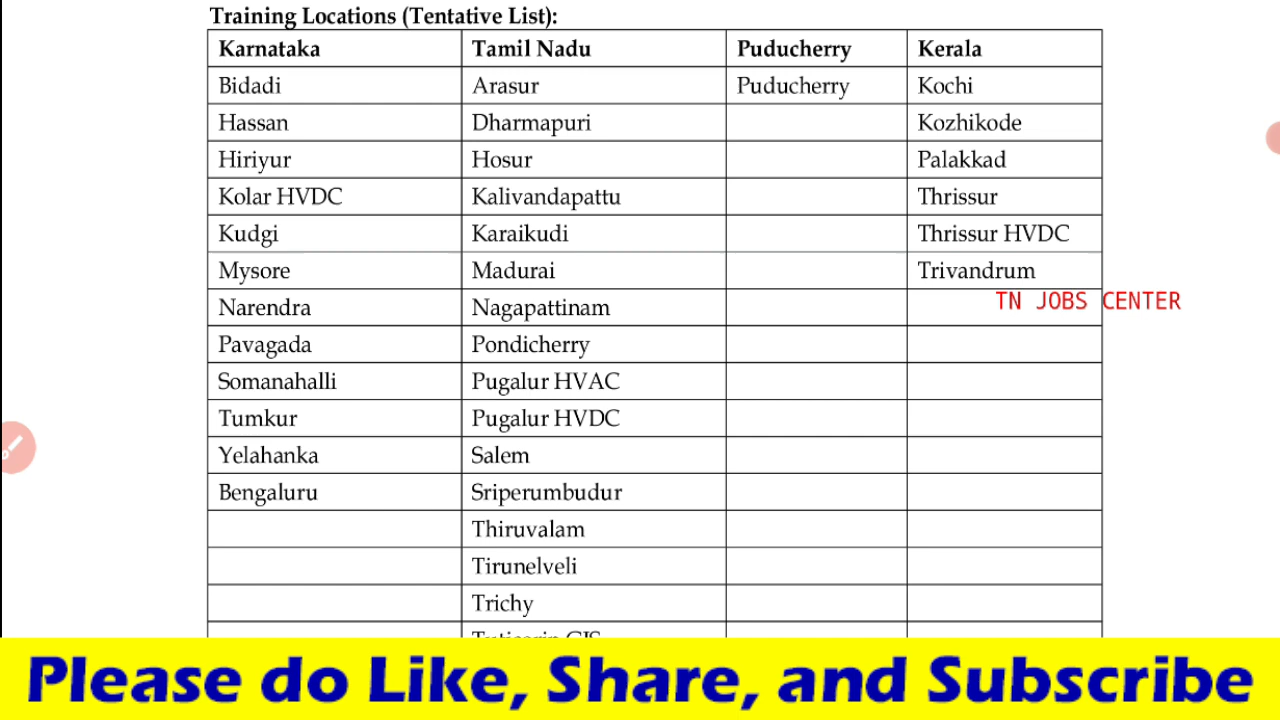 Training Locations (Tentative List):
Karnataka Tamil Nadu Puducherry Kerala
Bidadi Arasur Puducherry Kochi
Hassan Dharmapuri Kozhikode
Hiriyur Hosur Palakkad
Kolar HVDC Kalivandapattu Thrissur
Kudgi Karaikudi Thrissur HVDC
Mysore Madurai Trivandrum
TN JOBS CENTER
Narendra Nagapattinam
Pavagada Pondicherry
Somanahalli Pugalur HVAC
Tumkur Pugalur HVDC
Yelahanka Salem
Bengaluru Sriperumbudur
Thiruvalam
Tirunelveli
Trichy
Please do Like, Share, and Subscribe